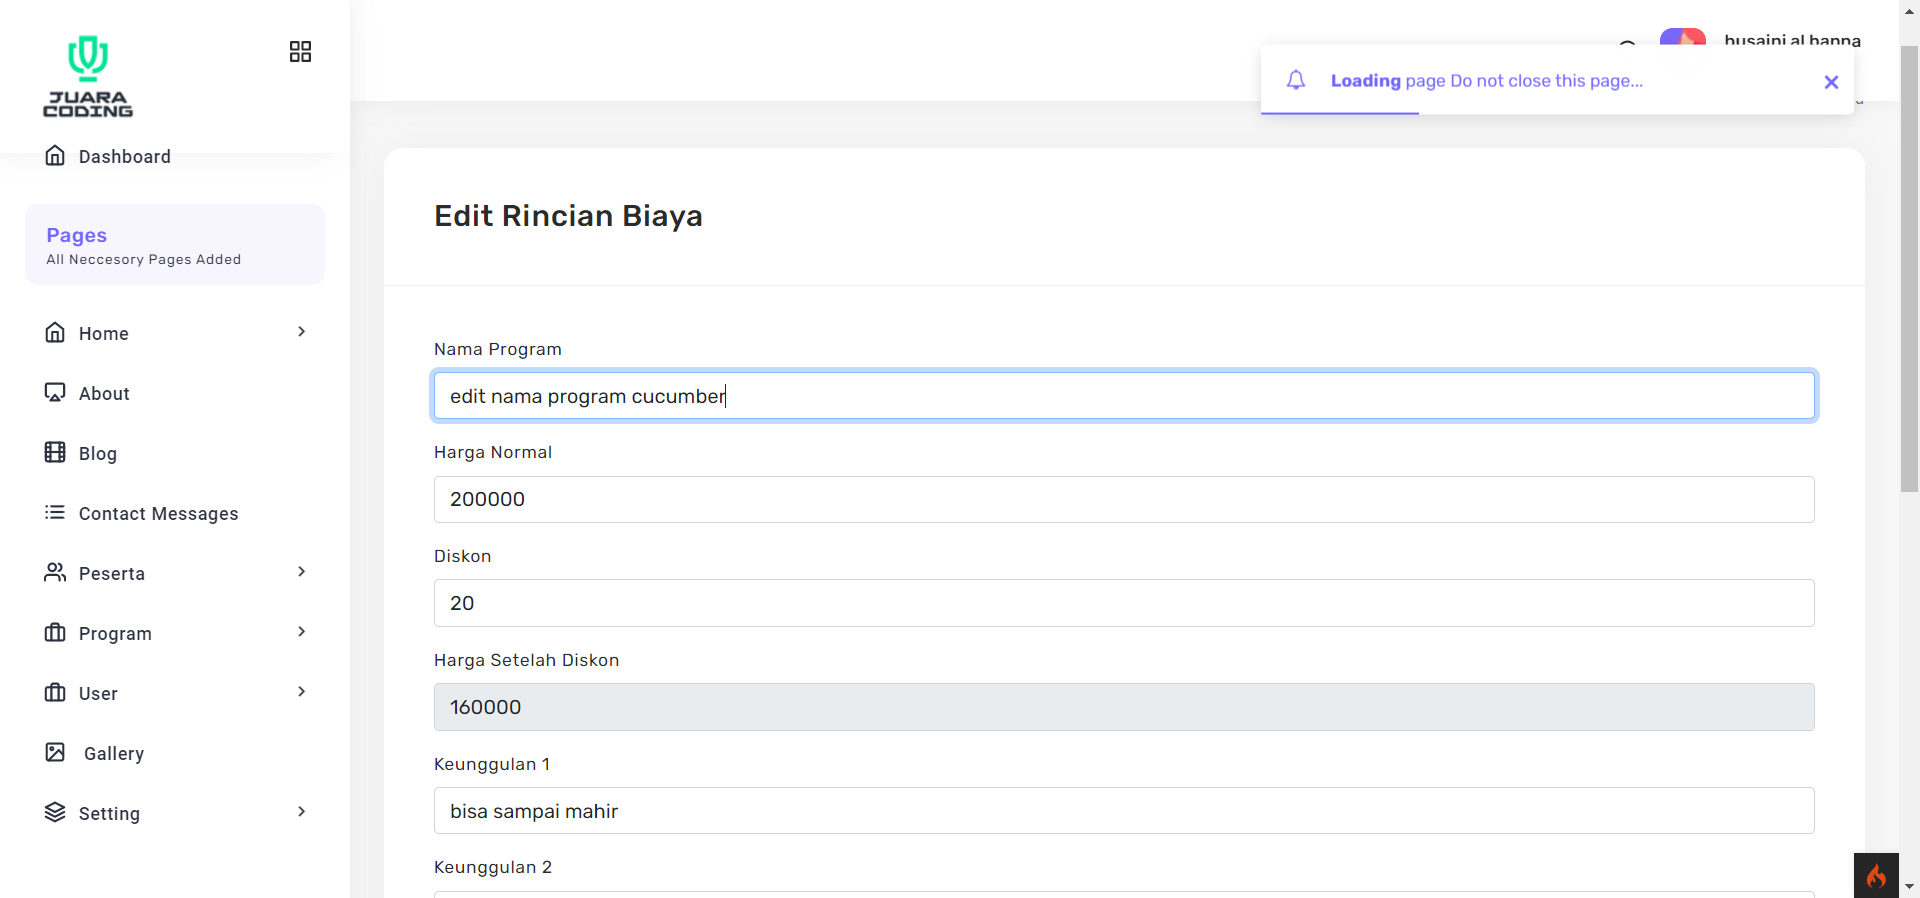 JUARA
CODING
husaini al banna
Loading page Do not close this page...
Dashboard
Pages
All Neccesory Pages Added
Home
About
Blog
Contact Messages
Peserta
Program
User
Gallery
Setting
Edit Rincian Biaya
Nama Program
edit nama program cucumber
Harga Normal
200000
Diskon
20
Harga Setelah Diskon
160000
Keunggulan 1
bisa sampai mahir
Keunggulan 2